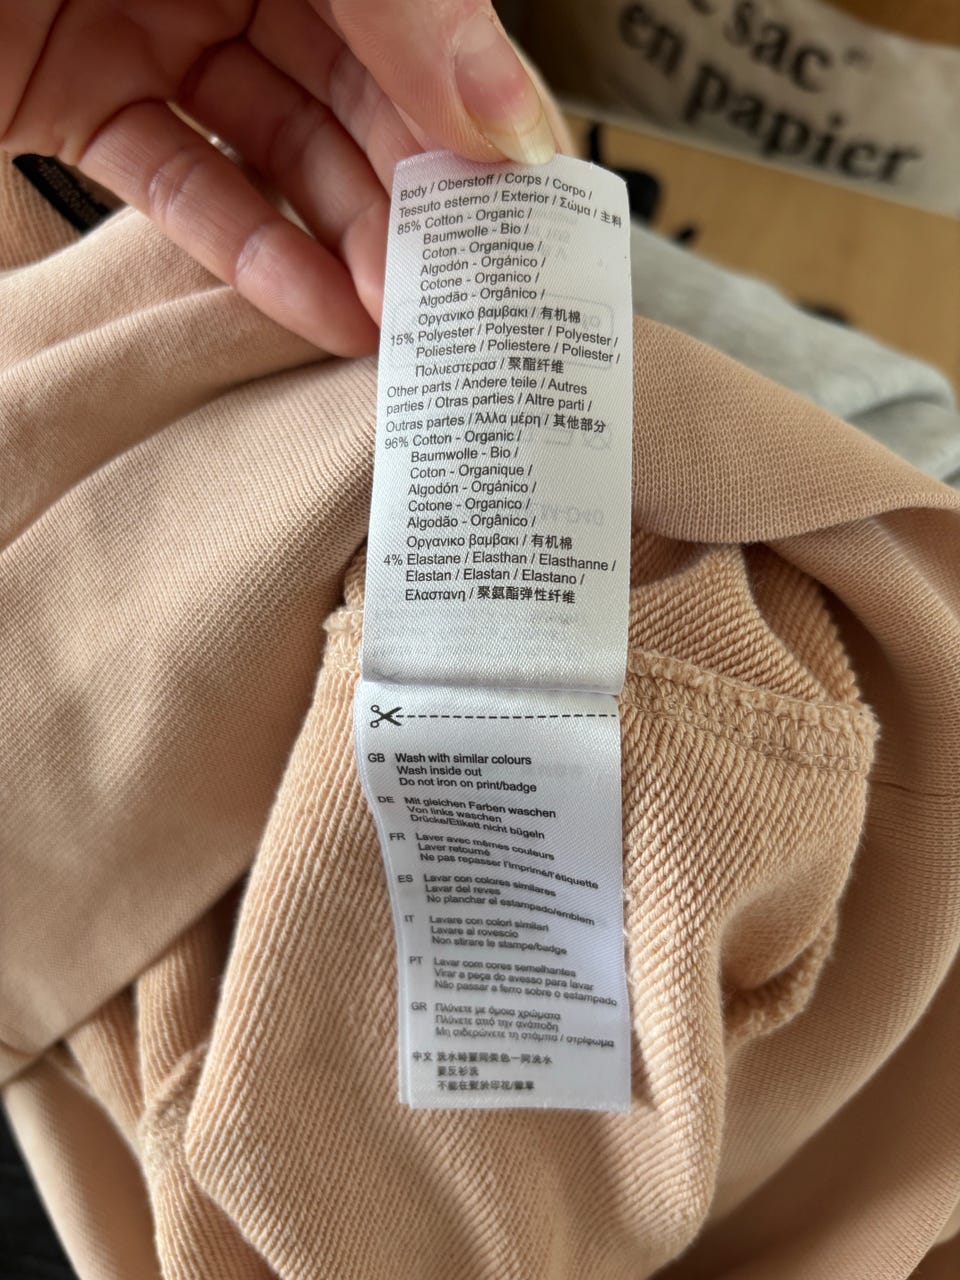 sac
en papier
Body / Oberstoff / Corps / Corpo /
Tessuto esterno / Exterior / Σώμα / 主料
85% Cotton - Organic /
Baumwolle - Bio /
Coton - Organique /
Algodón - Orgánico /
Cotone - Organico /
Algodão - Orgânico /
Οργανικο βαμβακι / 有机棉
15% Polyester / Polyester / Polyester /
Poliestere / Poliestere / Poliester /
Πολυεστερασ / 聚酯纤维
Other parts / Andere teile / Autres
parties / Otras parties / Altre parti /
Outras partes / Άλλα μέρη / 其他部分
96% Cotton - Organic /
Baumwolle - Bio /
Coton - Organique /
Algodón - Orgánico /
Cotone - Organico /
Algodão - Orgânico /
Οργανικο βαμβακι / 有机棉
4% Elastane / Elasthan / Elasthanne /
Elastan / Elastan / Elastano /
Ελαστανη / 聚氨酯弹性纤维
GB Wash with similar colours
Wash inside out
Do not iron on print/badge
DE Mit gleichen Farben waschen
Von links waschen
Drücke/Etikett nicht bügeln
FR Laver avec mêmes couleurs
Laver retourné
Ne pas repasser l'imprimé/l'étiquette
ES Lavar con colores similares
Lavar del reves
No planchar el estampado/emblem
IT Lavare con colori similari
Lavare al rovescio
Non stirare le stampe/badge
PT Lavar com cores semelhantes
Virar a peça do avesso para lavar
Não passar a ferro sobre o estampado
GR Πλύνετε με όμοια χρώματα
Πλύνετε από την ανάποδη
Μη σιδερώνετε τη στάμπα / στρίφωμα
中文 洗水時要同類色一同洗水
要反衫洗
不能在